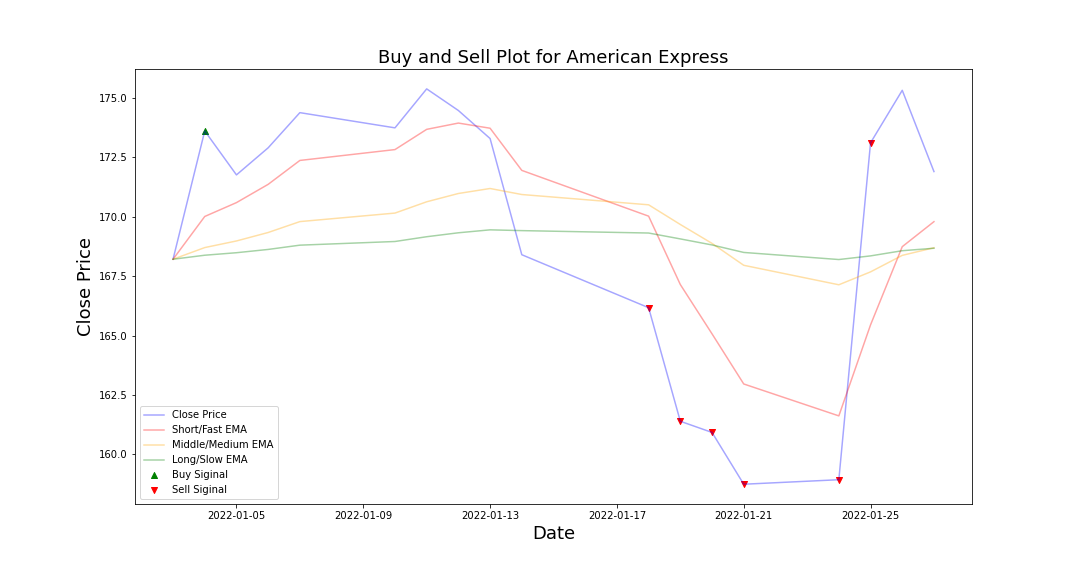 Buy and Sell Plot for American Express
Close Price
175.0
172.5
170.0
167.5
165.0
162.5
160.0
Close Price
Short/Fast EMA
Middle/Medium EMA
Long/Slow EMA
Buy Siginal
Sell Siginal
2022-01-05 2022-01-09 2022-01-13 2022-01-17 2022-01-21 2022-01-25
Date